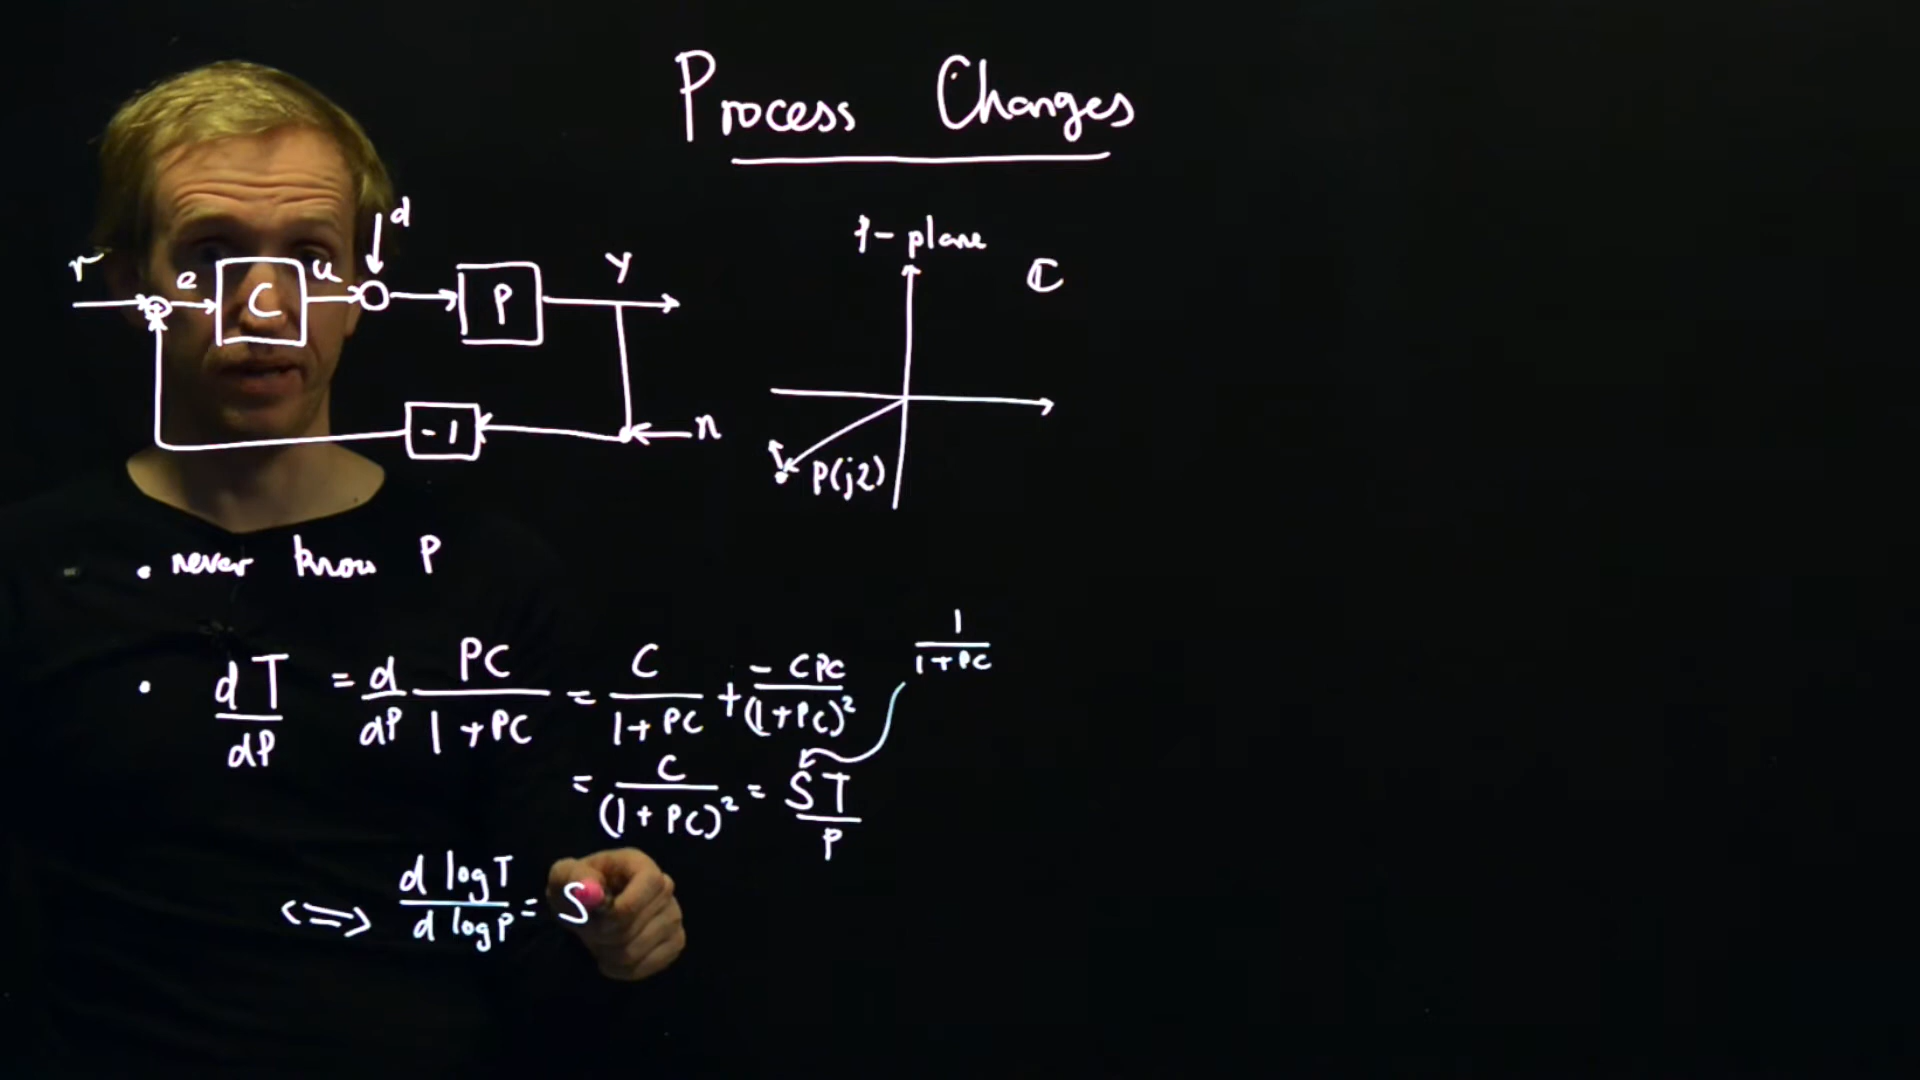 Process Changes
r e C u d P y
-1 n
P-plane ℂ
P(j2)
• never know P
• dT/dP = d/dP PC/(1+PC) = C/(1+PC) + -CPC/(1+PC)² 1/(1+PC)
= C/(1+PC)² = ST/P
<=> d log T/d log P = S